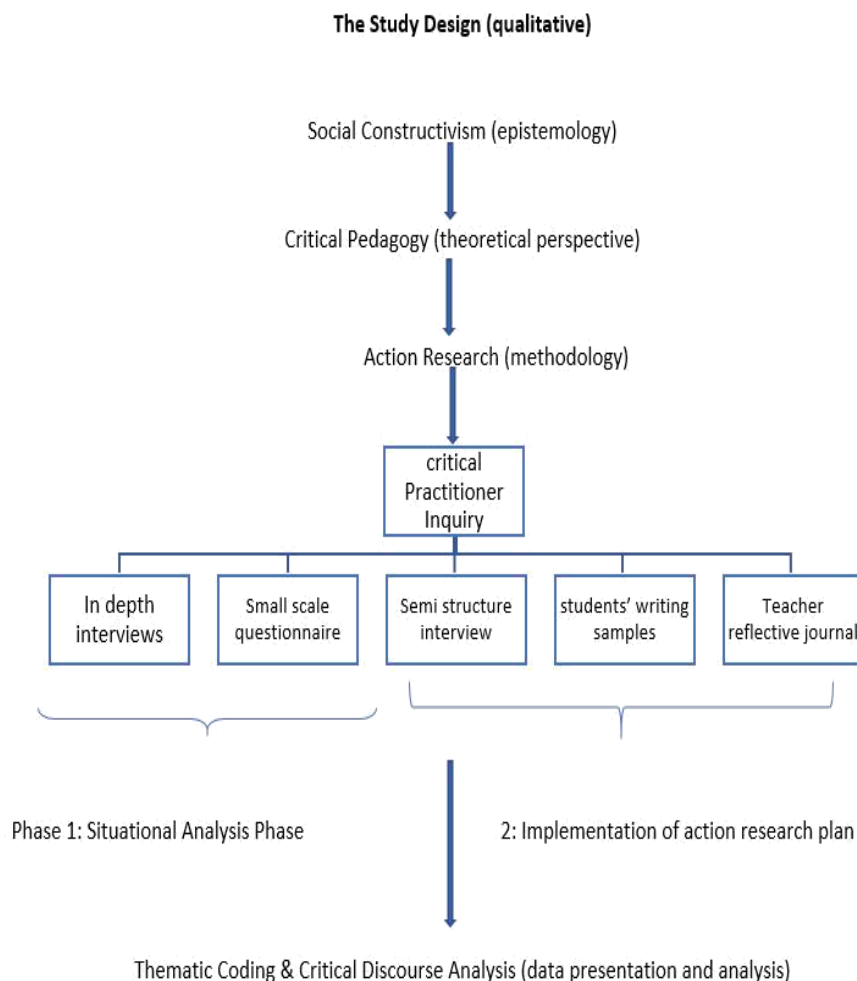 The Study Design (qualitative)
Social Constructivism (epistemology)
Critical Pedagogy (theoretical perspective)
Action Research (methodology)
critical
Practitioner
Inquiry
In depth
interviews
Small scale
questionnaire
Semi structure
interview
students' writing
samples
Teacher
reflective journal
Phase 1: Situational Analysis Phase
2: Implementation of action research plan
Thematic Coding & Critical Discourse Analysis (data presentation and analysis)